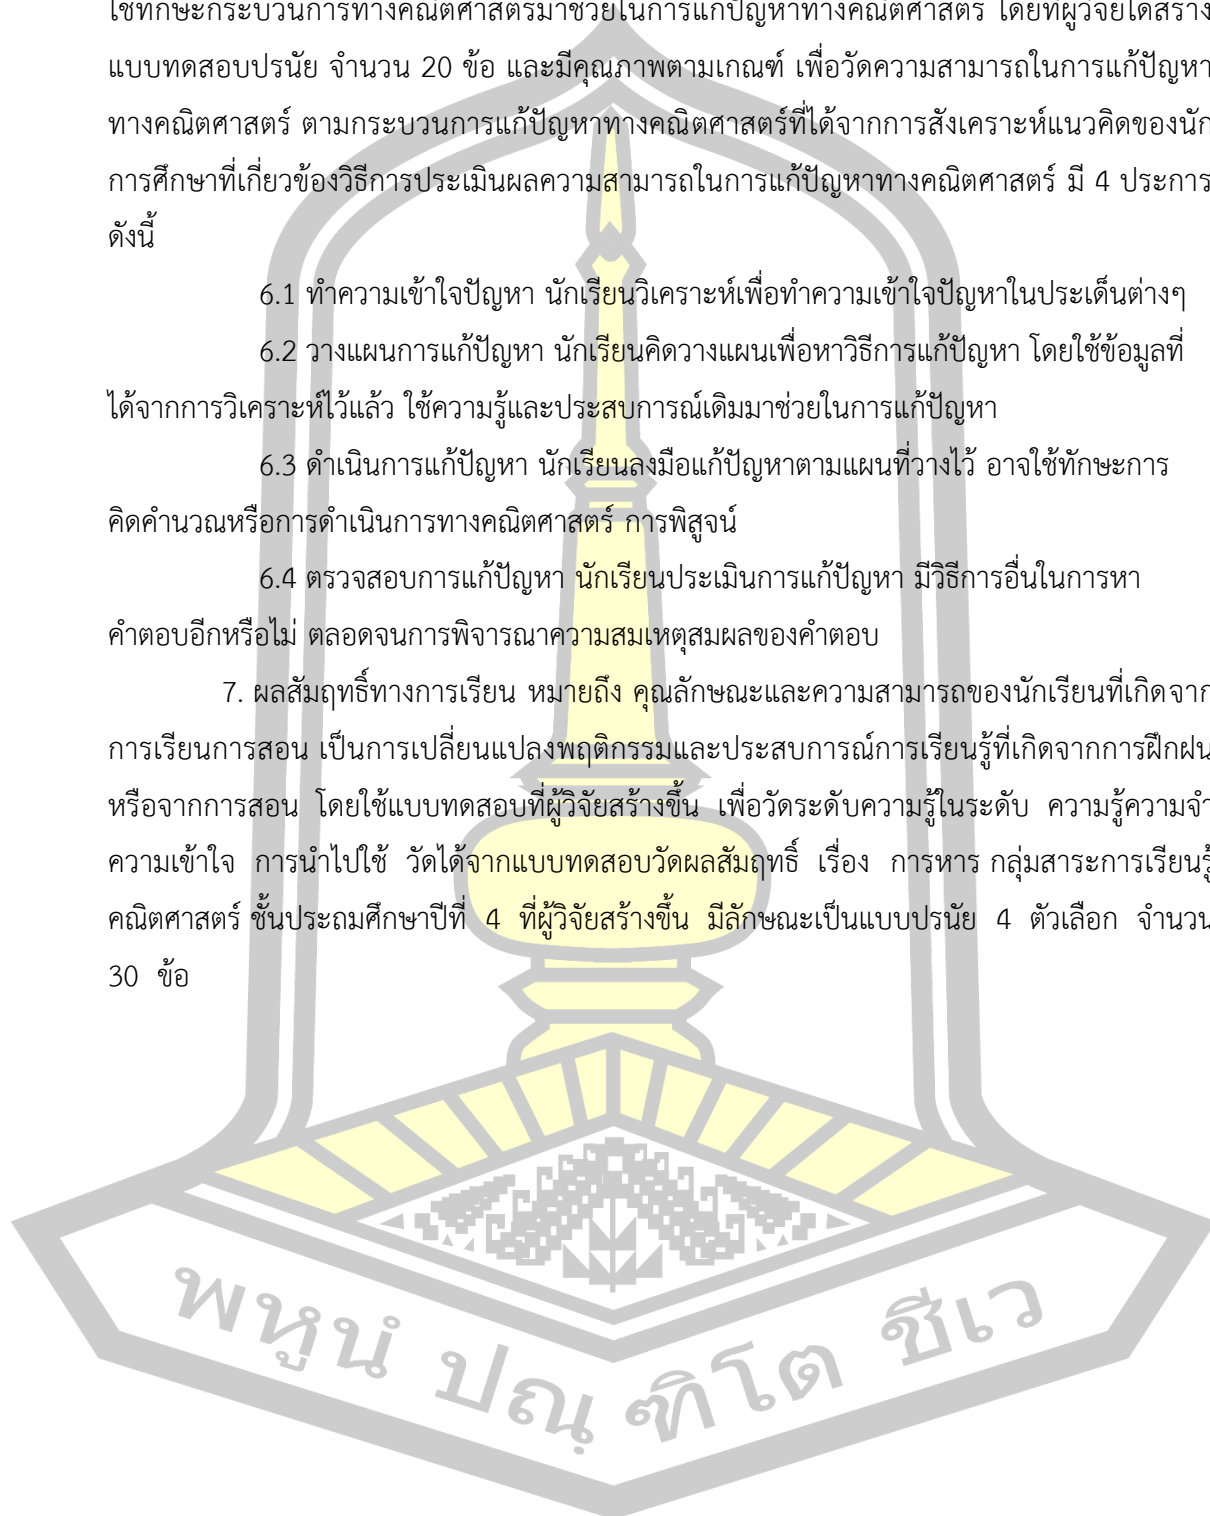 ใช้ทักษะกระบวนการทางคณิตศาสตร์มาช่วยในการแก้ปัญหาทางคณิตศาสตร์ โดยที่ผู้วิจัยได้สร้าง
แบบทดสอบปรนัย จำนวน 20 ข้อ และมีคุณภาพตามเกณฑ์ เพื่อวัดความสามารถในการแก้ปัญหา
ทางคณิตศาสตร์ ตามกระบวนการแก้ปัญหาทางคณิตศาสตร์ที่ได้จากการสังเคราะห์แนวคิดของนัก
การศึกษาที่เกี่ยวข้องวิธีการประเมินผลความสามารถในการแก้ปัญหาทางคณิตศาสตร์ มี 4 ประการ
ดังนี้
6.1 ทำความเข้าใจปัญหา นักเรียนวิเคราะห์เพื่อทำความเข้าใจปัญหาในประเด็นต่างๆ
6.2 วางแผนการแก้ปัญหา นักเรียนคิดวางแผนเพื่อหาวิธีการแก้ปัญหา โดยใช้ข้อมูลที่
ได้จากการวิเคราะห์ไว้แล้ว ใช้ความรู้และประสบการณ์เดิมมาช่วยในการแก้ปัญหา
6.3 ดำเนินการแก้ปัญหา นักเรียนลงมือแก้ปัญหาตามแผนที่วางไว้ อาจใช้ทักษะการ
คิดคำนวณหรือการดำเนินการทางคณิตศาสตร์ การพิสูจน์
6.4 ตรวจสอบการแก้ปัญหา นักเรียนประเมินการแก้ปัญหา มีวิธีการอื่นในการหา
คำตอบอีกหรือไม่ ตลอดจนการพิจารณาความสมเหตุสมผลของคำตอบ
7. ผลสัมฤทธิ์ทางการเรียน หมายถึง คุณลักษณะและความสามารถของนักเรียนที่เกิดจาก
การเรียนการสอน เป็นการเปลี่ยนแปลงพฤติกรรมและประสบการณ์การเรียนรู้ที่เกิดจากการฝึกฝน
หรือจากการสอน โดยใช้แบบทดสอบที่ผู้วิจัยสร้างขึ้น เพื่อวัดระดับความรู้ในระดับ ความรู้ความจำ
ความเข้าใจ การนำไปใช้ วัดได้จากแบบทดสอบวัดผลสัมฤทธิ์ เรื่อง การหาร กลุ่มสาระการเรียนรู้
คณิตศาสตร์ ชั้นประถมศึกษาปีที่ 4 ที่ผู้วิจัยสร้างขึ้น มีลักษณะเป็นแบบปรนัย 4 ตัวเลือก จำนวน
30 ข้อ
พหูนํ ปณฺฑิโต ชีเว